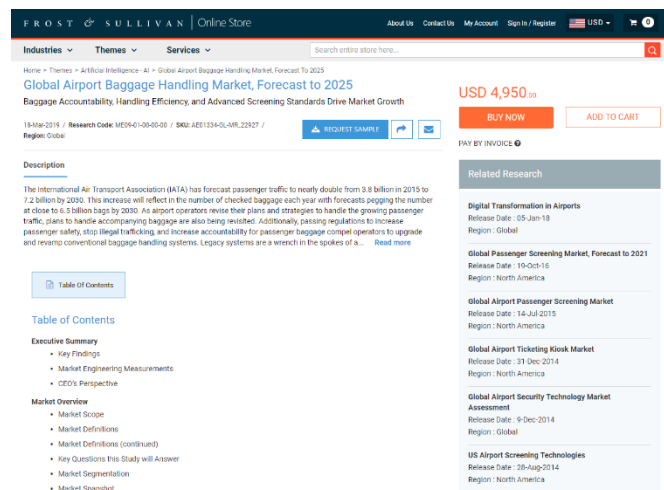 FROST & SULLIVAN | Online Store
About Us Contact Us My Account Sign In / Register USD 0
Industries Themes Services Search entire store here...
Home > Themes > Artificial Intelligence - AI > Global Airport Baggage Handling Market, Forecast To 2025
Global Airport Baggage Handling Market, Forecast to 2025
Baggage Accountability, Handling Efficiency, and Advanced Screening Standards Drive Market Growth
18-Mar-2019 / Research Code: ME09-01-00-00-00 / SKU: AE01334-GL-MR_22927 /
Region: Global
REQUEST SAMPLE
Description
The International Air Transport Association (IATA) has forecast passenger traffic to nearly double from 3.8 billion in 2015 to
7.2 billion by 2030. This increase will reflect in the number of checked baggage each year with forecasts pegging the number
at close to 6.5 billion bags by 2030. As airport operators revise their plans and strategies to handle the growing passenger
traffic, plans to handle accompanying baggage are also being revisited. Additionally, passing regulations to increase
passenger safety, stop illegal trafficking, and increase accountability for passenger baggage compel operators to upgrade
and revamp conventional baggage handling systems. Legacy systems are a wrench in the spokes of a... Read more
Table Of Contents
Table of Contents
Executive Summary
• Key Findings
• Market Engineering Measurements
• CEO's Perspective
Market Overview
• Market Scope
• Market Definitions
• Market Definitions (continued)
• Key Questions this Study will Answer
• Market Segmentation
• Market Snapshot
USD 4,950.00
BUY NOW
ADD TO CART
PAY BY INVOICE
Related Research
Digital Transformation in Airports
Release Date : 05-Jan-18
Region : Global
Global Passenger Screening Market, Forecast to 2021
Release Date : 19-Oct-16
Region : North America
Global Airport Passenger Screening Market
Release Date : 14-Jul-2015
Region : North America
Global Airport Ticketing Kiosk Market
Release Date : 31-Dec-2014
Region : North America
Global Airport Security Technology Market
Assessment
Release Date : 9-Dec-2014
Region : Global
US Airport Screening Technologies
Release Date : 28-Aug-2014
Region : North America